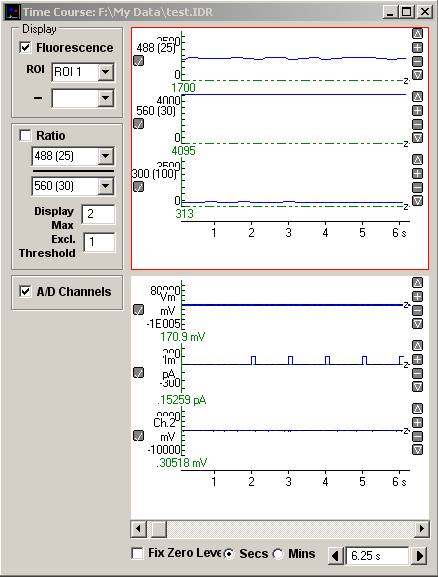 Time Course: F:\My Data\test.IDR
Display
Fluorescence
ROI ROI 1
–
Ratio
488 (25)
560 (30)
Display Max 2
Excl. Threshold 1
A/D Channels
2500
488 (25)
0
1700
4000
560 (30)
0
4095
2500
300 (100)
0
313
1 2 3 4 5 6 s
80000
Vm
mV
-1E005
170.9 mV
Im
pA
-300
.15259 pA
Ch.2
mV
-10000
.30518 mV
1 2 3 4 5 6 s
Fix Zero Leve Secs Mins 6.25 s